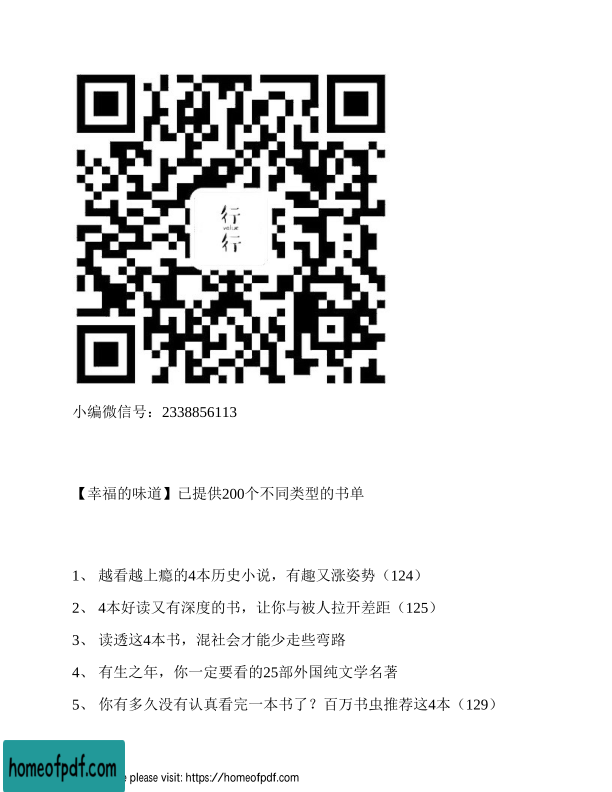 行
value
行
小编微信号：2338856113
【幸福的味道】已提供200个不同类型的书单
1、 越看越上瘾的4本历史小说，有趣又涨姿势（124）
2、 4本好读又有深度的书，让你与被人拉开差距（125）
3、 读透这4本书，混社会才能少走些弯路
4、 有生之年，你一定要看的25部外国纯文学名著
5、 你有多久没有认真看完一本书了？百万书虫推荐这4本（129）
homeofpdf.com
e please visit: https://homeofpdf.com